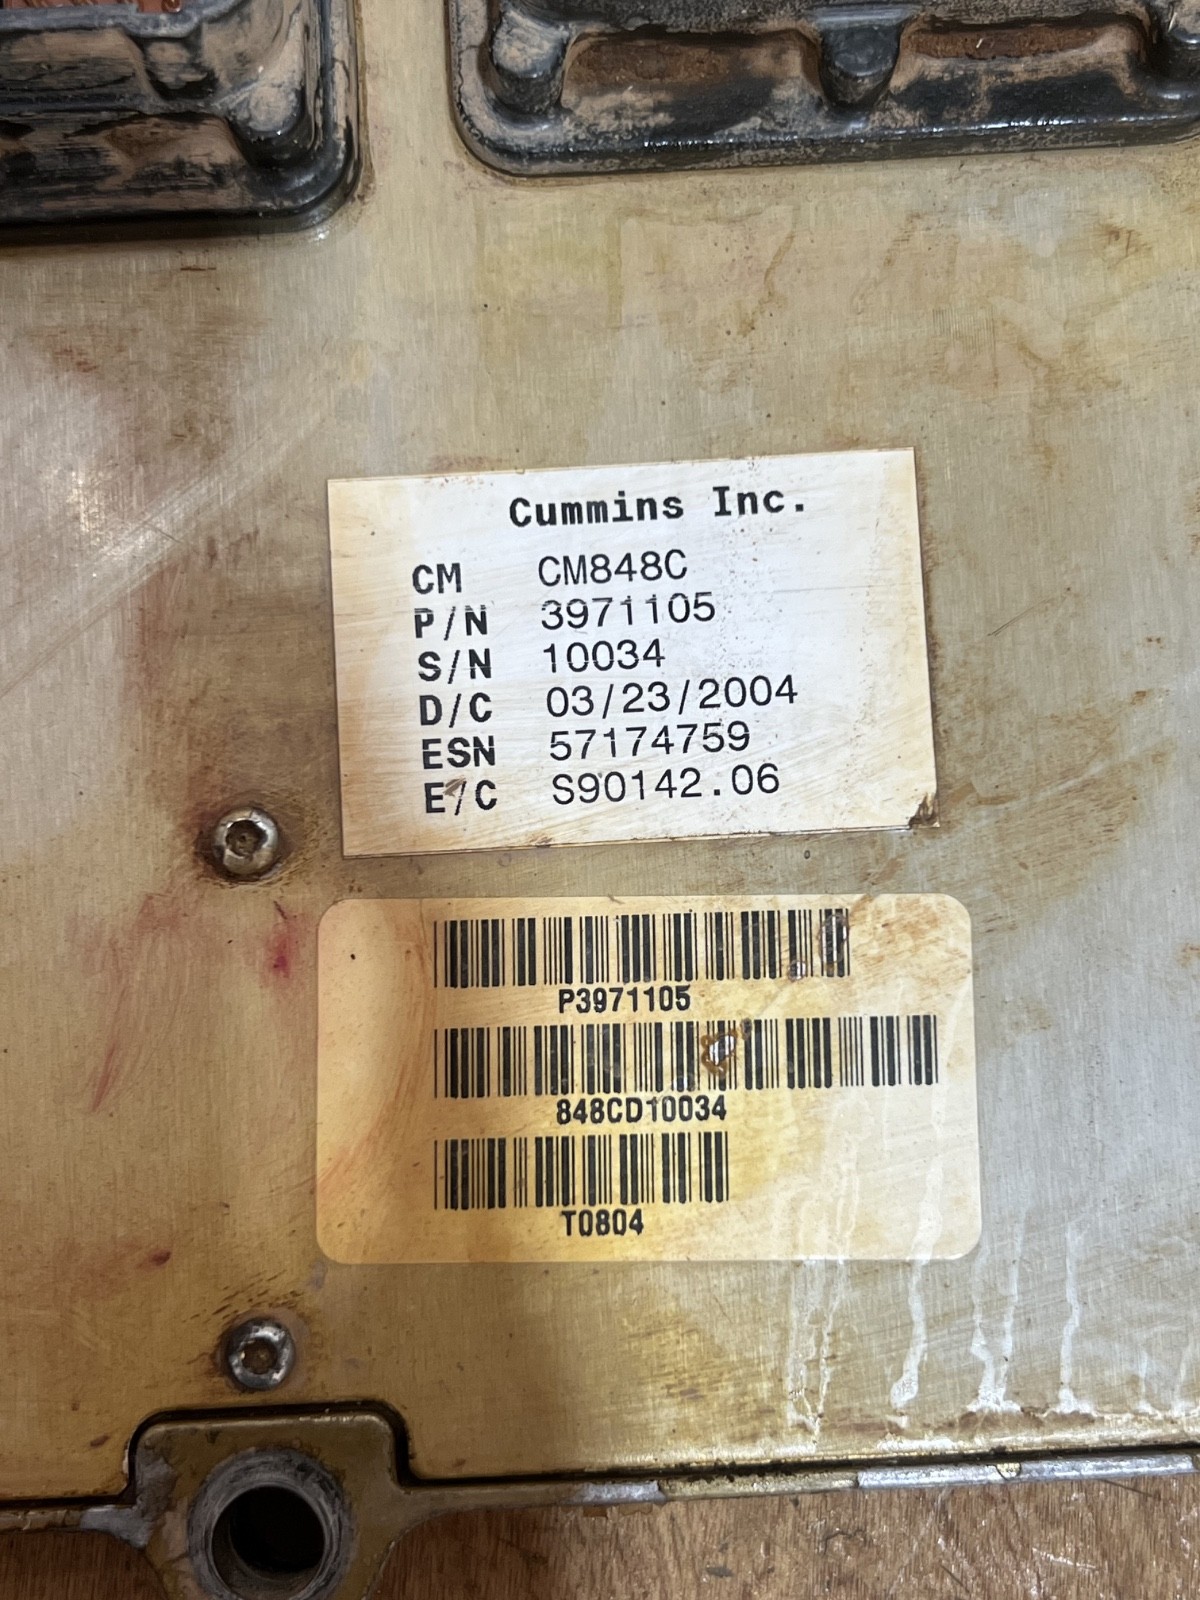 Cummins Inc.
CM CM848C
P/N 3971105
S/N 10034
D/C 03/23/2004
ESN 57174759
E/C S90142.06
P3971105
848CD10034
T0804